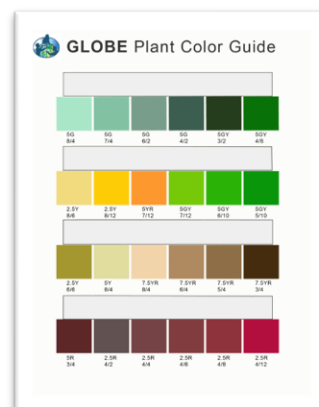 GLOBE Plant Color Guide
5G 5G 5G 5G 5GY 5GY
8/4 7/4 6/2 4/2 3/2 4/8
2.5Y 2.5Y 5YR 5GY 5GY 5GY
8/6 8/12 7/12 7/12 6/10 5/10
2.5Y 5Y 7.5YR 7.5YR 7.5YR 7.5YR
6/6 8/4 8/4 6/4 5/4 3/4
5R 2.5R 2.5R 2.5R 2.5R 2.5R
3/4 4/2 4/4 4/6 4/8 4/12